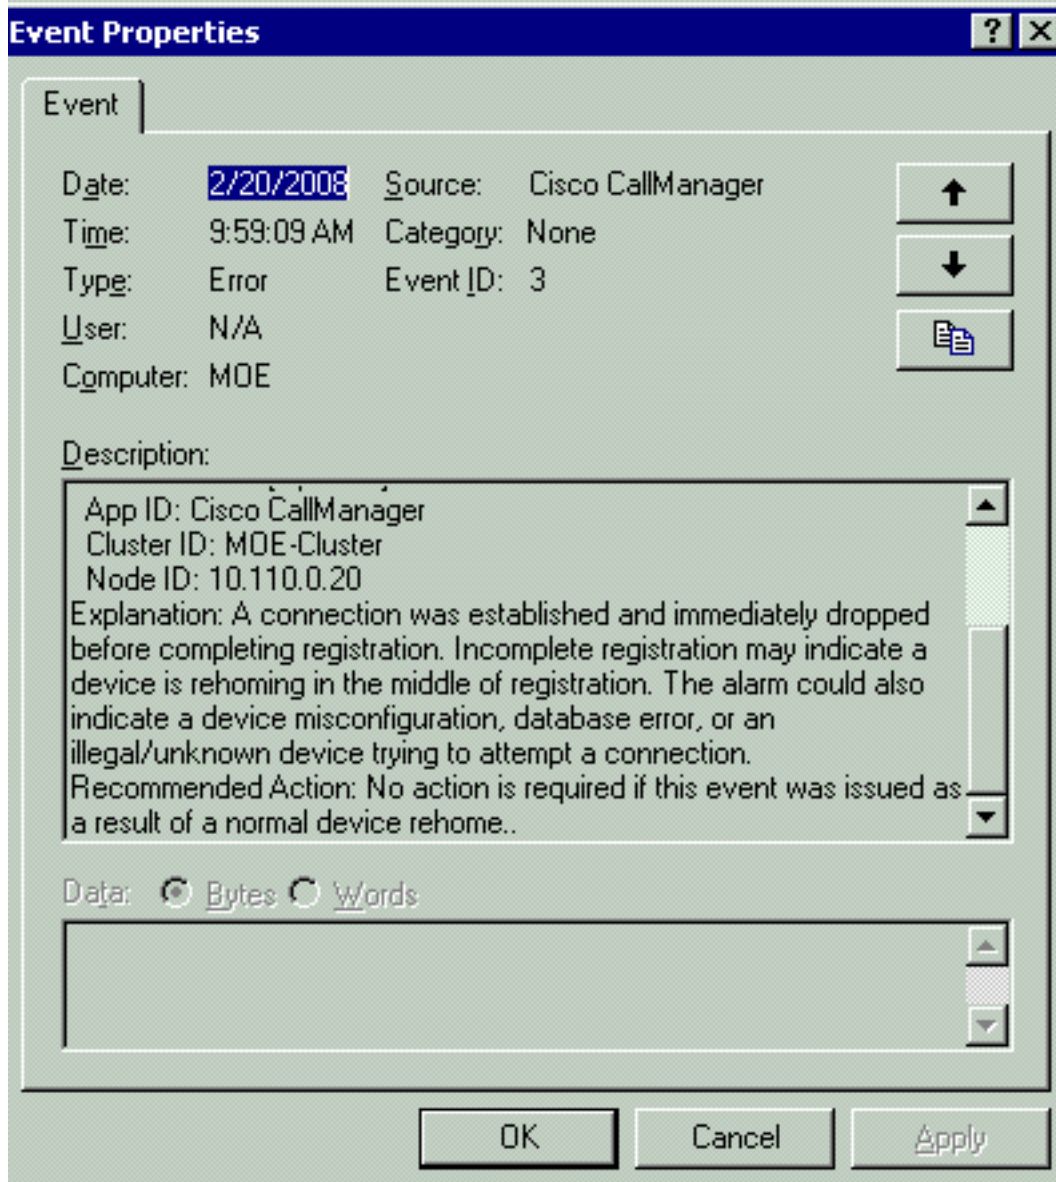 Event Properties
Event
Date: 2/20/2008 Source: Cisco CallManager
Time: 9:59:09 AM Category: None
Type: Error Event ID: 3
User: N/A
Computer: MOE
Description:
App ID: Cisco CallManager
Cluster ID: MOE-Cluster
Node ID: 10.110.0.20
Explanation: A connection was established and immediately dropped
before completing registration. Incomplete registration may indicate a
device is rehoming in the middle of registration. The alarm could also
indicate a device misconfiguration, database error, or an
illegal/unknown device trying to attempt a connection.
Recommended Action: No action is required if this event was issued as
a result of a normal device rehome..
Data: Bytes Words
OK Cancel Apply